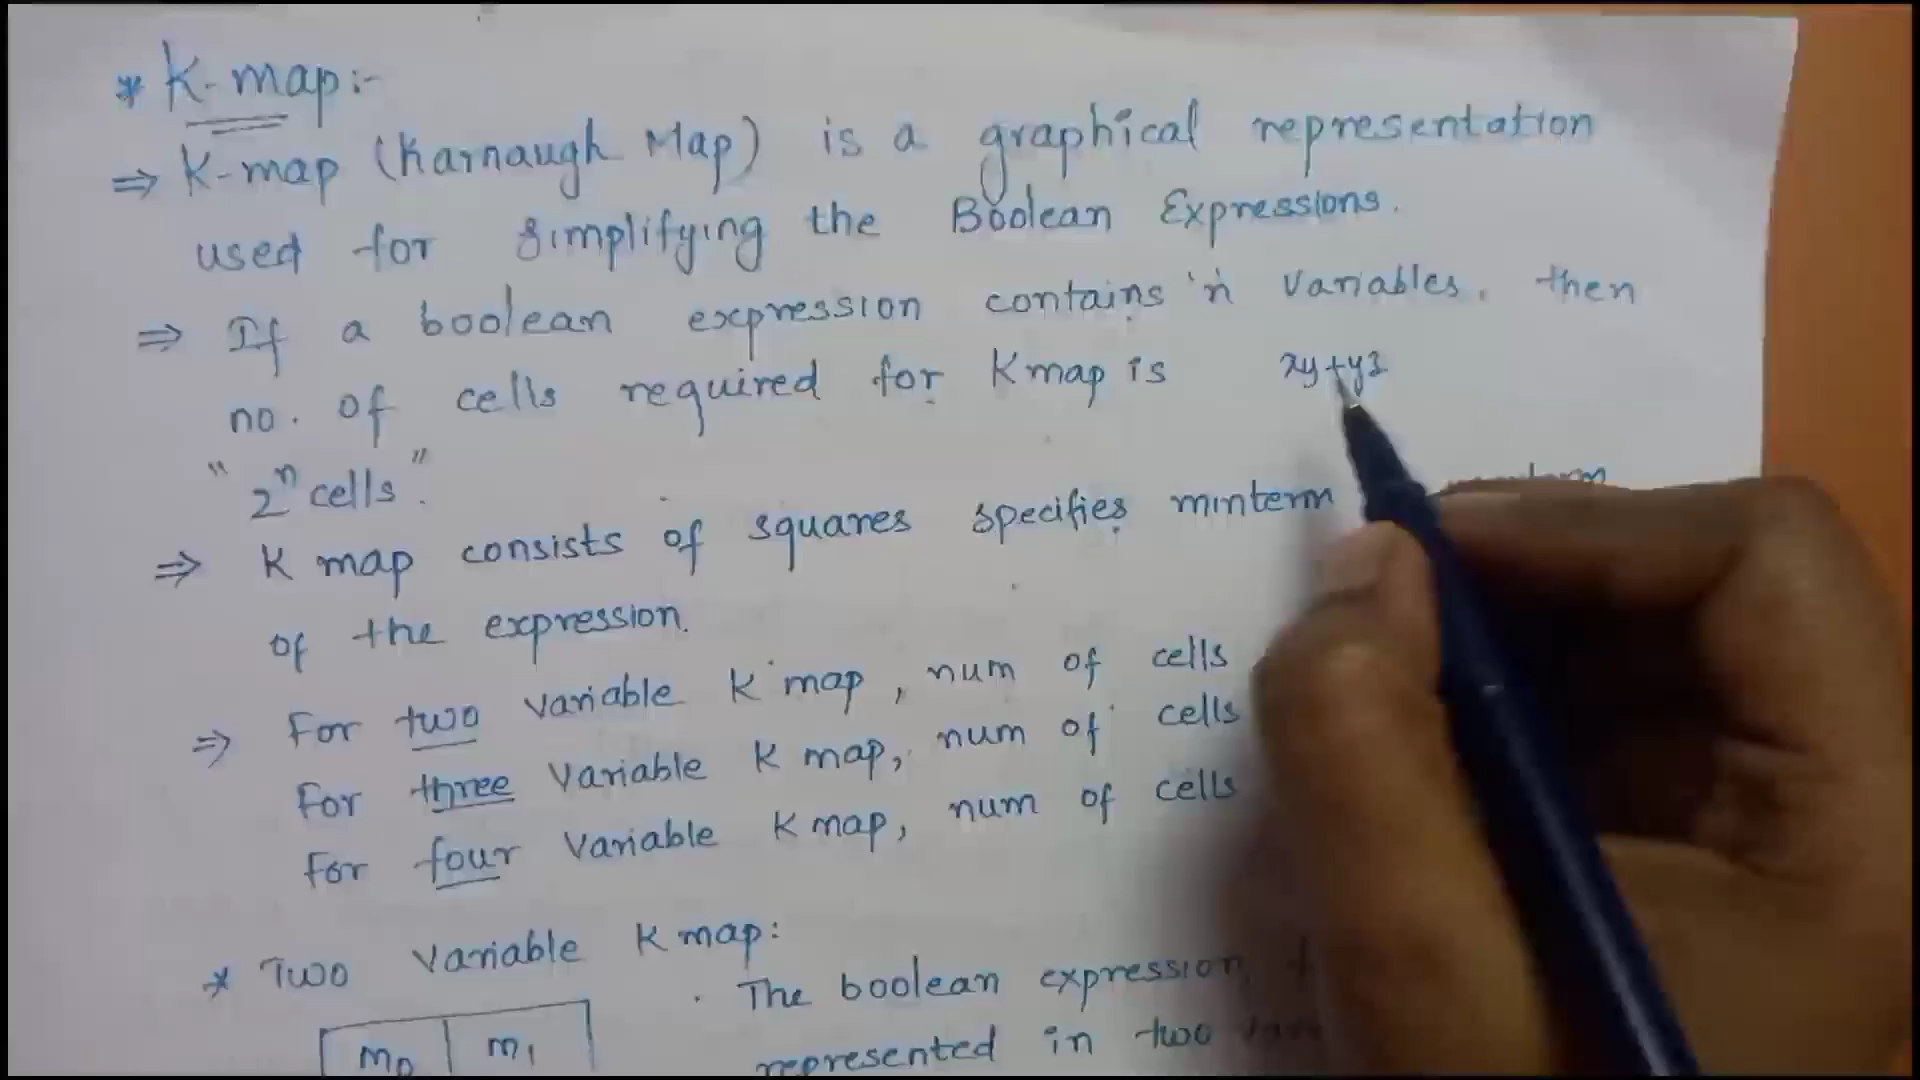 * K-map:-
⇒ K-map (Karnaugh Map) is a graphical representation
used for simplifying the Boolean Expressions.
⇒ If a boolean expression contains 'n' variables, then
no. of cells required for K map is xy+yz
"2ⁿ cells".
⇒ K map consists of squares specifies minterm
of the expression.
⇒ For two variable K map, num of cells
For three variable K map, num of cells
For four variable K map, num of cells
* Two variable K map:
The boolean expression,
m0 m1
represented in two